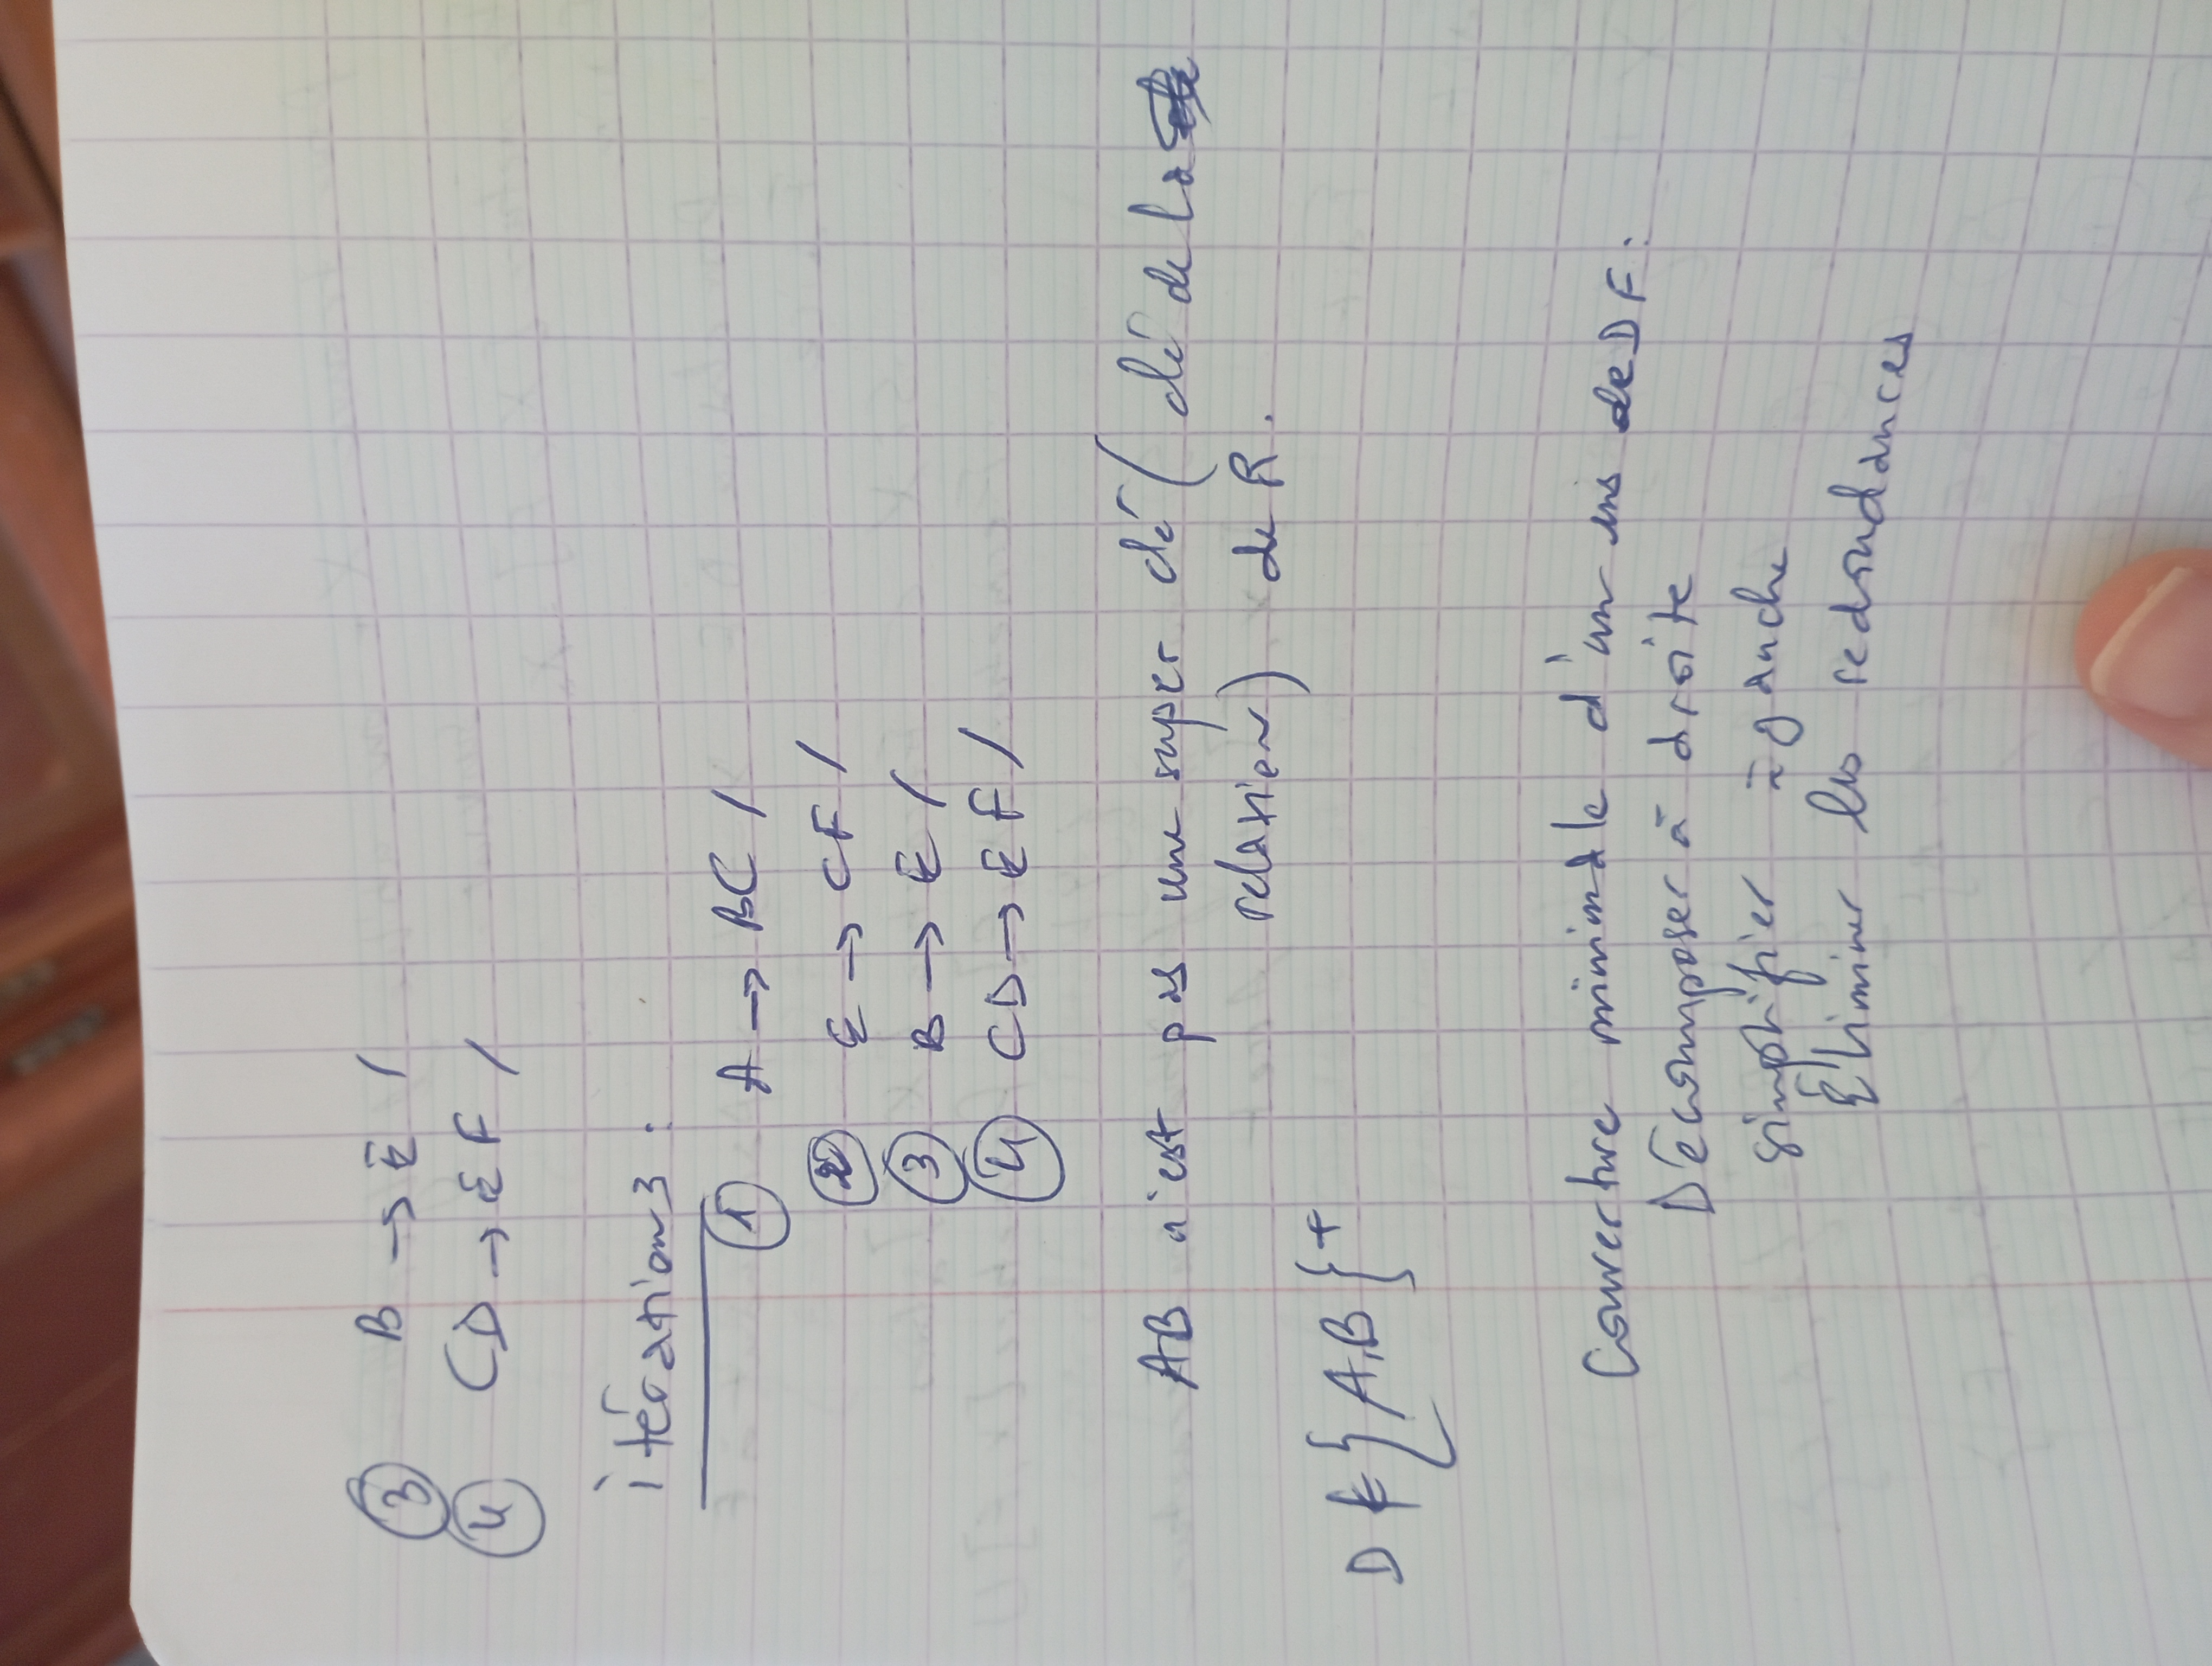 ③ B → E /
④ CD → EF /
itération 3 :
① A → BC /
② E → CF /
③ B → E /
④ CD → EF /
AB n'est pas une super clé ( clé de la
relation) de R.
D ∉ {A,B}⁺
Couverture minimale d'un ens de DF :
Décomposer à droite
simplifier à gauche
Éliminer les redondances